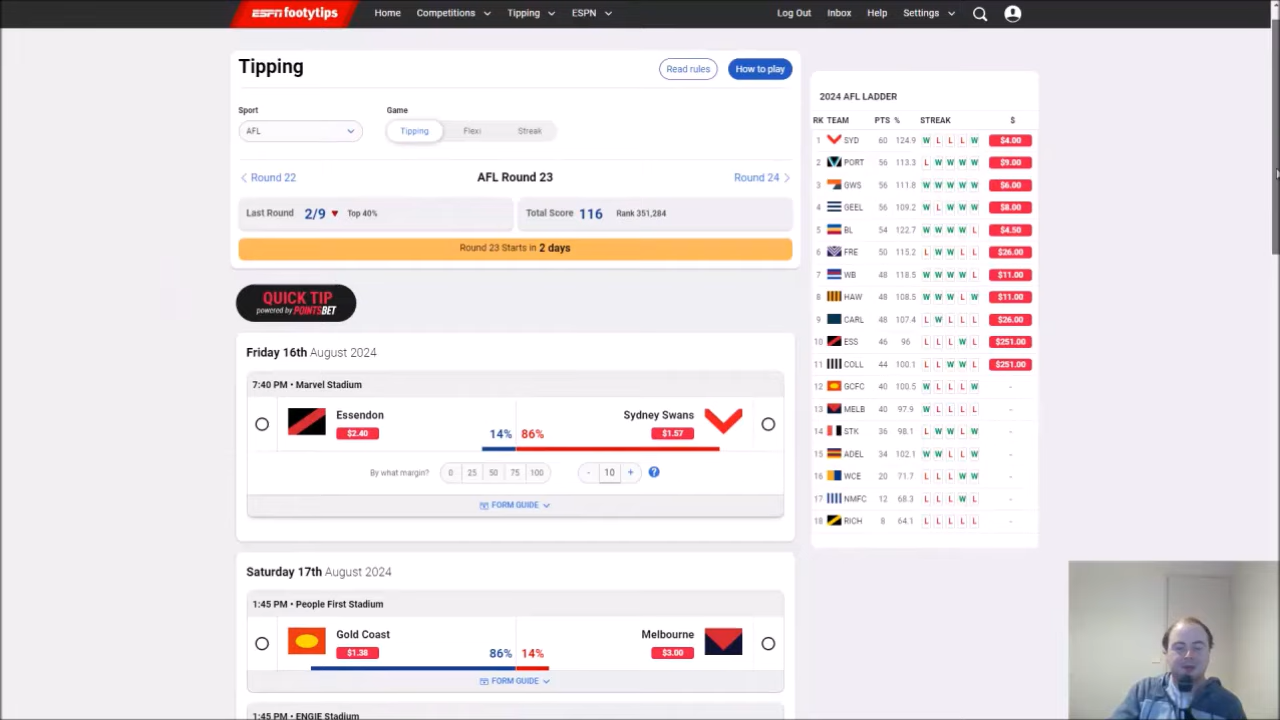 ESPN footytips
Home Competitions Tipping ESPN Log Out Inbox Help Settings
Tipping
Read rules How to play
Sport Game
AFL Tipping Flexi Streak
Round 22 AFL Round 23 Round 24
Last Round 2/9 Top 40% Total Score 116 Rank 351,284
Round 23 Starts in 2 days
QUICK TIP
powered by POINTSBET
Friday 16th August 2024
7:40 PM • Marvel Stadium
Essendon Sydney Swans
$2.40 14% 86% $1.57
By what margin? 0 25 50 75 100 - 10 + ?
FORM GUIDE
Saturday 17th August 2024
1:45 PM • People First Stadium
Gold Coast Melbourne
$1.38 86% 14% $3.00
FORM GUIDE
1:45 PM • ENGIE Stadium
2024 AFL LADDER
RK TEAM PTS % STREAK $
1 SYD 60 124.9 W L L L W $4.00
2 PORT 56 113.3 L W W W W $9.00
3 GWS 56 111.8 W W W W W $6.00
4 GEEL 56 109.2 W L W W W $8.00
5 BL 54 122.7 W W W W L $4.50
6 FRE 50 115.2 L W W L L $26.00
7 WB 48 118.5 W W W W L $11.00
8 HAW 48 108.5 W W W L W $11.00
9 CARL 48 107.4 L W L L L $26.00
10 ESS 46 96 L L L W L $251.00
11 COLL 44 100.1 L L W W L $251.00
12 GCFC 40 100.5 W L L L W -
13 MELB 40 97.9 W L L L L -
14 STK 36 98.1 L W W L W -
15 ADEL 34 102.1 W W L L W -
16 WCE 20 71.7 L L L W W -
17 NMFC 12 68.3 L L L W L -
18 RICH 8 64.1 L L L L L -